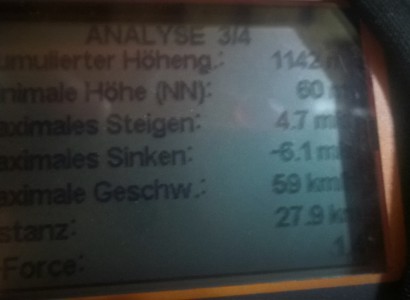 ANALYSE 3/4
umulierter Höheng.: 1142 m
nimale Höhe (NN): 60 m
aximales Steigen: 4.7 m
aximales Sinken: -6.1 m
aximale Geschw.: 59 km
stanz: 27.9 k
Force: 1